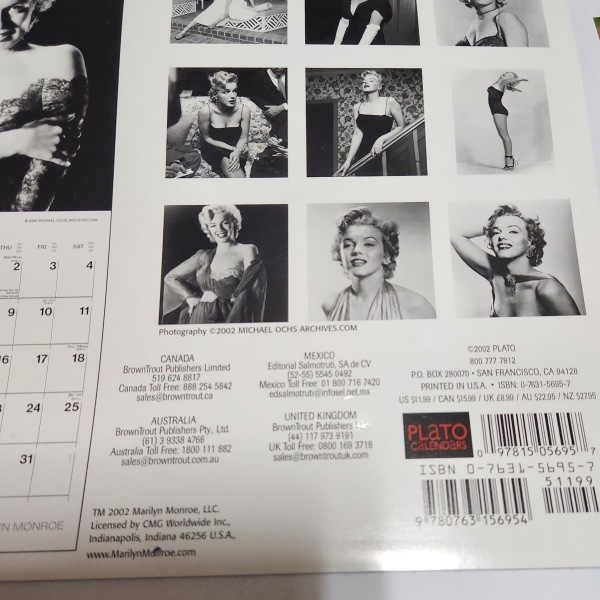 © 2002 MICHAEL OCHS ARCHIVES.COM
THU FRI SAT
2 3 4
9 10 11
16 17 18
23 24 25
31
N MONROE
Photography ©2002 MICHAEL OCHS ARCHIVES.COM
CANADA
BrownTrout Publishers Limited
519 624 8817
Canada Toll Free: 888 254 5842
sales@browntrout.ca
MEXICO
Editorial Salmotruti, SA de CV
(52-55) 5545 0492
Mexico Toll Free: 01 800 716 7420
edsalmotruti@infosel.net.mx
AUSTRALIA
BrownTrout Publishers Pty., Ltd.
(61) 3 9338 4766
Australia Toll Free: 1800 111 882
sales@browntrout.com.au
UNITED KINGDOM
BrownTrout Publishers Ltd.
(44) 117 973 9191
UK Toll Free: 0800 169 3718
sales@browntroutuk.com
©2002 PLATO
800 777 7812
P.O. BOX 280070 • SAN FRANCISCO, CA 94128
PRINTED IN U.S.A. • ISBN: 0-7631-5695-7
US $11.99 / CAN $15.99 / UK £8.99 / AU $22.95 / NZ $27.95
PLATO
CALENDARS
0 97815 05695 7
ISBN 0-7631-5695-7
51199
9 780763 156954
TM 2002 Marilyn Monroe, LLC.
Licensed by CMG Worldwide Inc.,
Indianapolis, Indiana 46256 U.S.A.,
www.MarilynMonroe.com